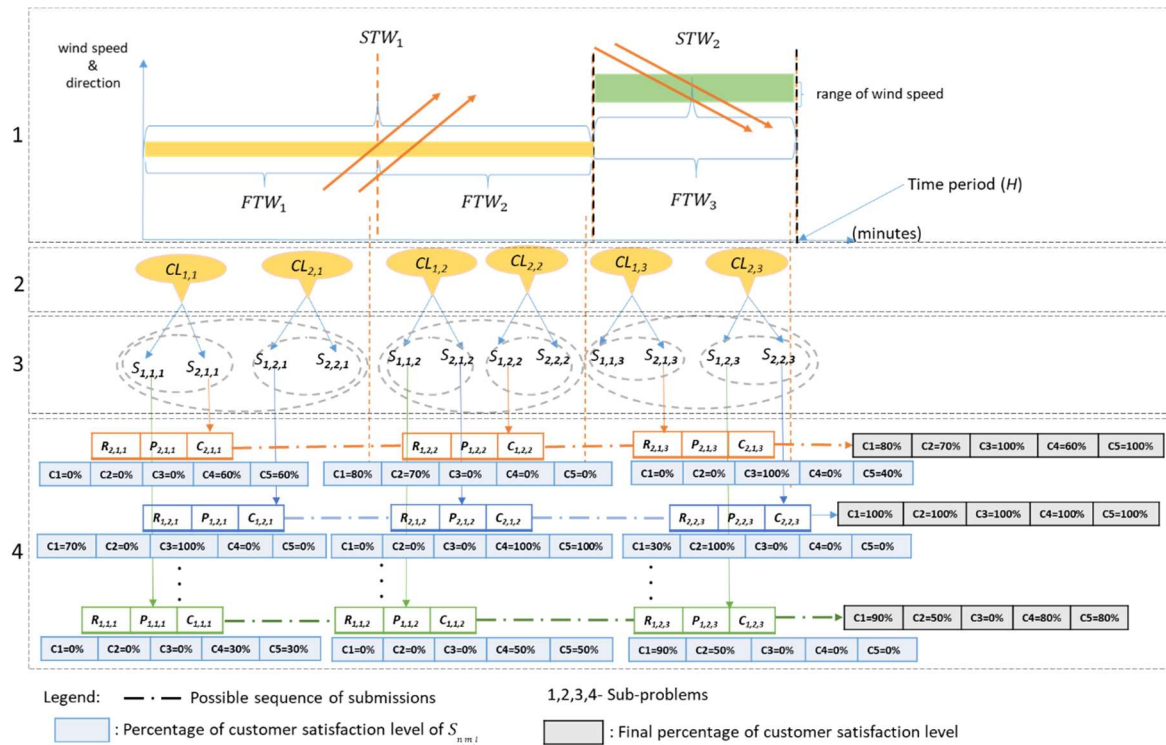 STW1 STW2
wind speed
&
direction
range of wind speed
1
FTW1 FTW2 FTW3
Time period (H)
(minutes)
2
CL1,1 CL2,1 CL1,2 CL2,2 CL1,3 CL2,3
3
S1,1,1 S2,1,1 S1,2,1 S2,2,1 S1,1,2 S2,1,2 S1,2,2 S2,2,2 S1,1,3 S2,1,3 S1,2,3 S2,2,3
R2,1,1 P2,1,1 C2,1,1 R1,2,2 P1,2,2 C1,2,2 R2,1,3 P2,1,3 C2,1,3 C1=80% C2=70% C3=100% C4=60% C5=100%
C1=0% C2=0% C3=0% C4=60% C5=60% C1=80% C2=70% C3=0% C4=0% C5=0% C1=0% C2=0% C3=100% C4=0% C5=40%
R1,2,1 P1,2,1 C1,2,1 R2,1,2 P2,1,2 C2,1,2 R2,2,3 P2,2,3 C2,2,3 C1=100% C2=100% C3=100% C4=100% C5=100%
4
C1=70% C2=0% C3=100% C4=0% C5=0% C1=0% C2=0% C3=0% C4=100% C5=100% C1=30% C2=100% C3=0% C4=0% C5=0%
R1,1,1 P1,1,1 C1,1,1 R1,1,2 P1,1,2 C1,1,2 R1,2,3 P1,2,3 C1,2,3 C1=90% C2=50% C3=0% C4=80% C5=80%
C1=0% C2=0% C3=0% C4=30% C5=30% C1=0% C2=0% C3=0% C4=50% C5=50% C1=90% C2=50% C3=0% C4=0% C5=0%
Legend: Possible sequence of submissions 1,2,3,4- Sub-problems
: Percentage of customer satisfaction level of Snml : Final percentage of customer satisfaction level